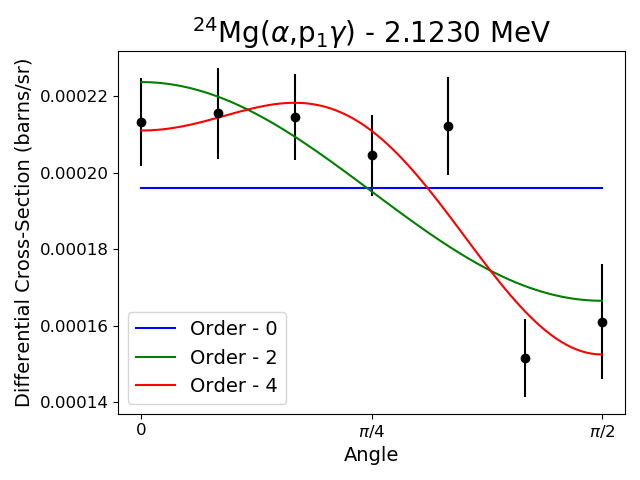 ²⁴Mg(α,p₁γ) - 2.1230 MeV
Differential Cross-Section (barns/sr)
0.00022
0.00020
0.00018
0.00016
0.00014
Order - 0
Order - 2
Order - 4
0
π/4
π/2
Angle